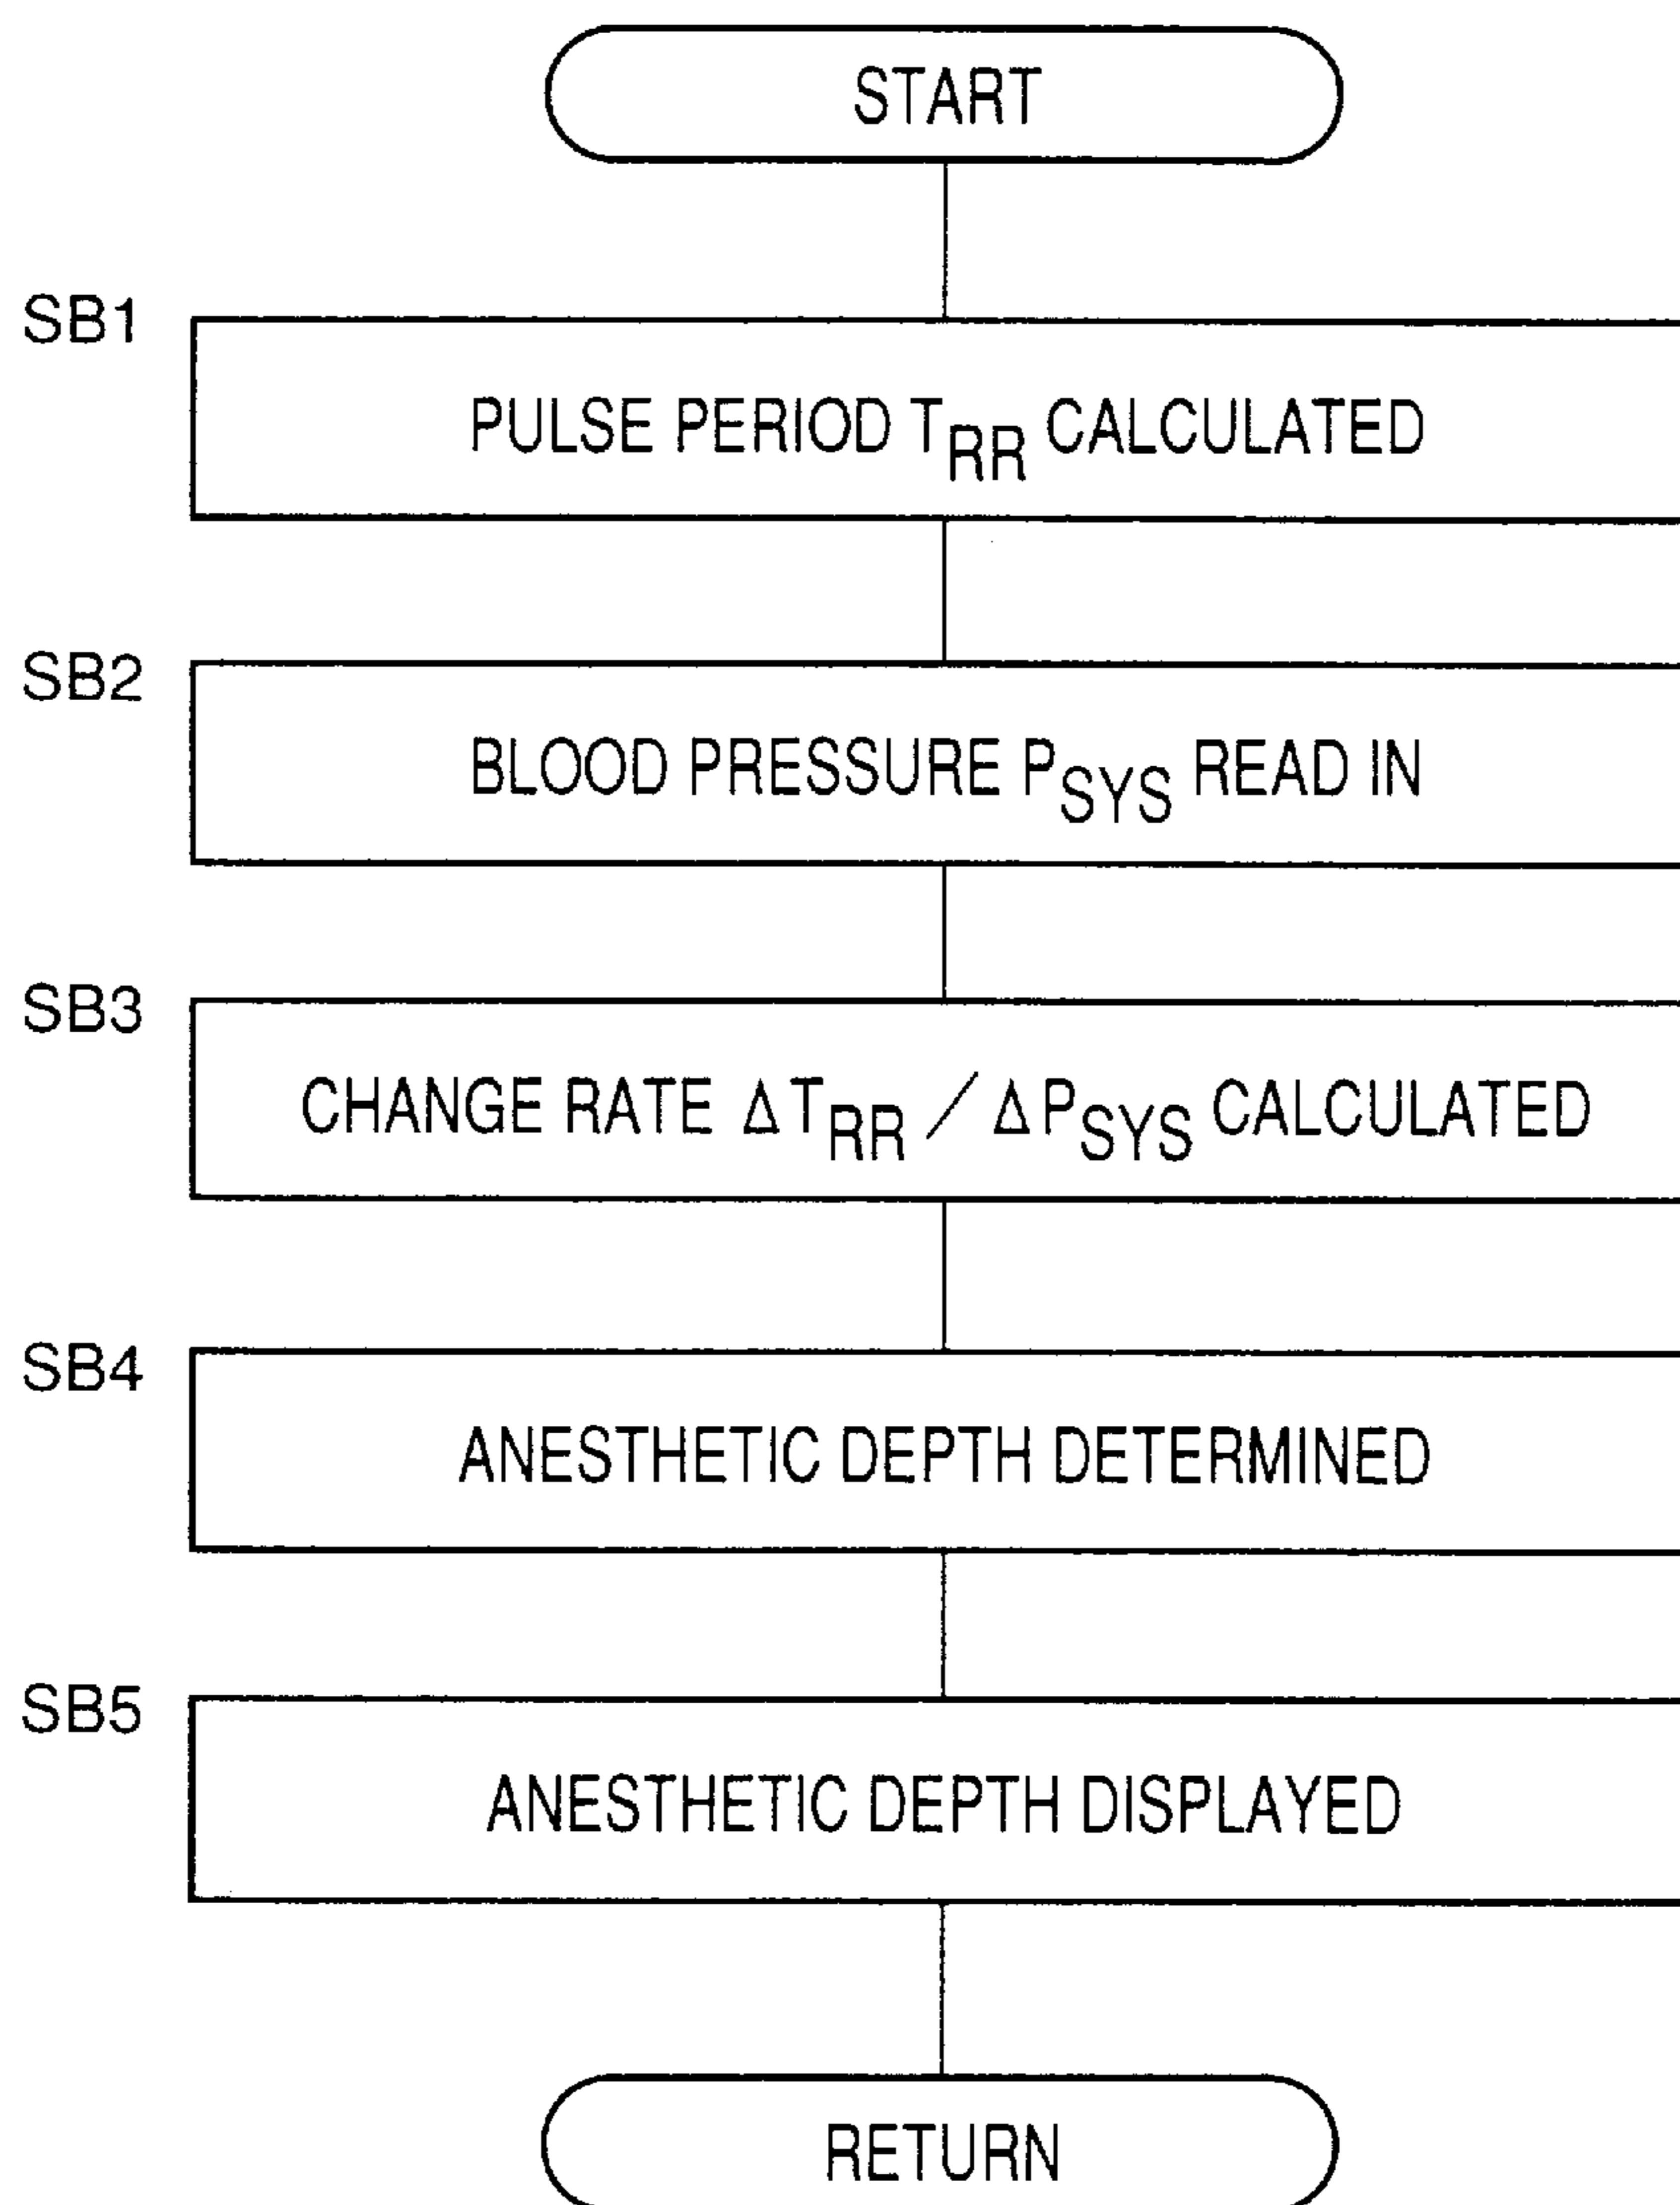 START
SB1
PULSE PERIOD T_RR CALCULATED
SB2
BLOOD PRESSURE P_SYS READ IN
SB3
CHANGE RATE ΔT_RR / ΔP_SYS CALCULATED
SB4
ANESTHETIC DEPTH DETERMINED
SB5
ANESTHETIC DEPTH DISPLAYED
RETURN